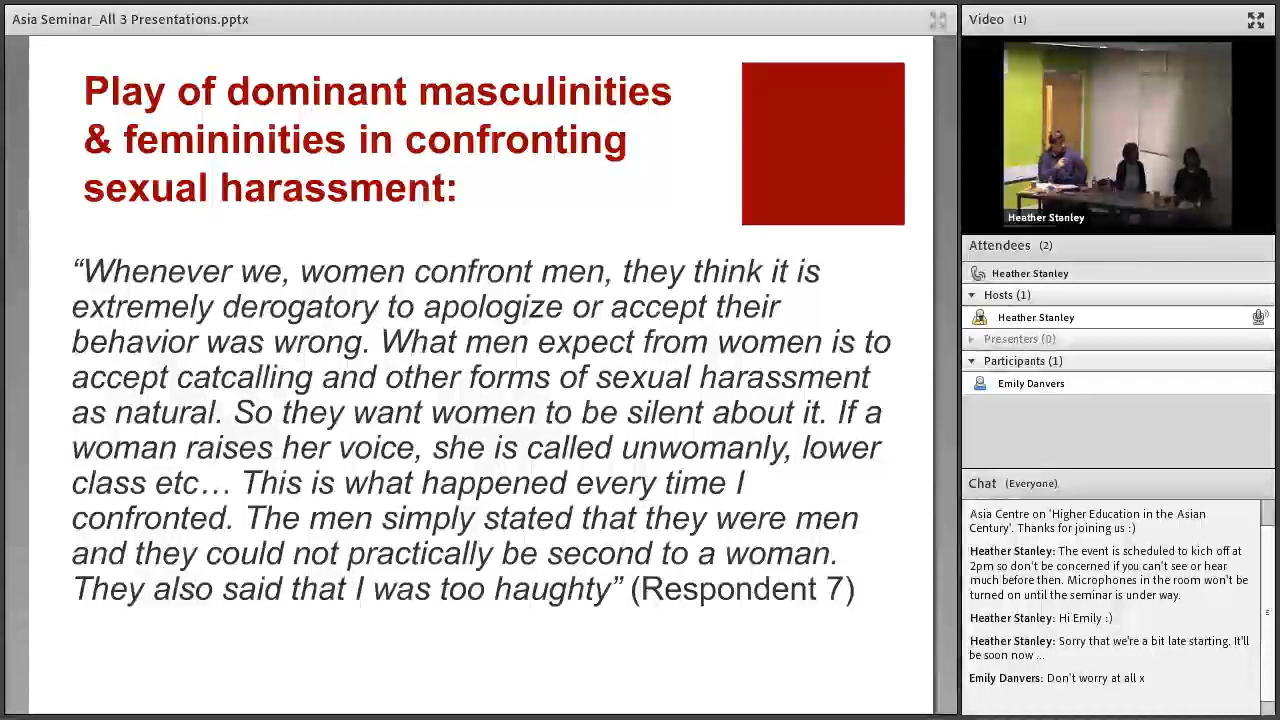 Asia Seminar_All 3 Presentations.pptx
Play of dominant masculinities
& femininities in confronting
sexual harassment:
“Whenever we, women confront men, they think it is
extremely derogatory to apologize or accept their
behavior was wrong. What men expect from women is to
accept catcalling and other forms of sexual harassment
as natural. So they want women to be silent about it. If a
woman raises her voice, she is called unwomanly, lower
class etc… This is what happened every time I
confronted. The men simply stated that they were men
and they could not practically be second to a woman.
They also said that I was too haughty” (Respondent 7)
Video (1)
Heather Stanley
Attendees (2)
Heather Stanley
Hosts (1)
Heather Stanley
Presenters (0)
Participants (1)
Emily Danvers
Chat (Everyone)
Asia Centre on 'Higher Education in the Asian
Century'. Thanks for joining us :)
Heather Stanley: The event is scheduled to kick off at
2pm so don't be concerned if you can't see or hear
much before then. Microphones in the room won't be
turned on until the seminar is under way.
Heather Stanley: Hi Emily :)
Heather Stanley: Sorry that we're a bit late starting. It'll
be soon now ...
Emily Danvers: Don't worry at all x